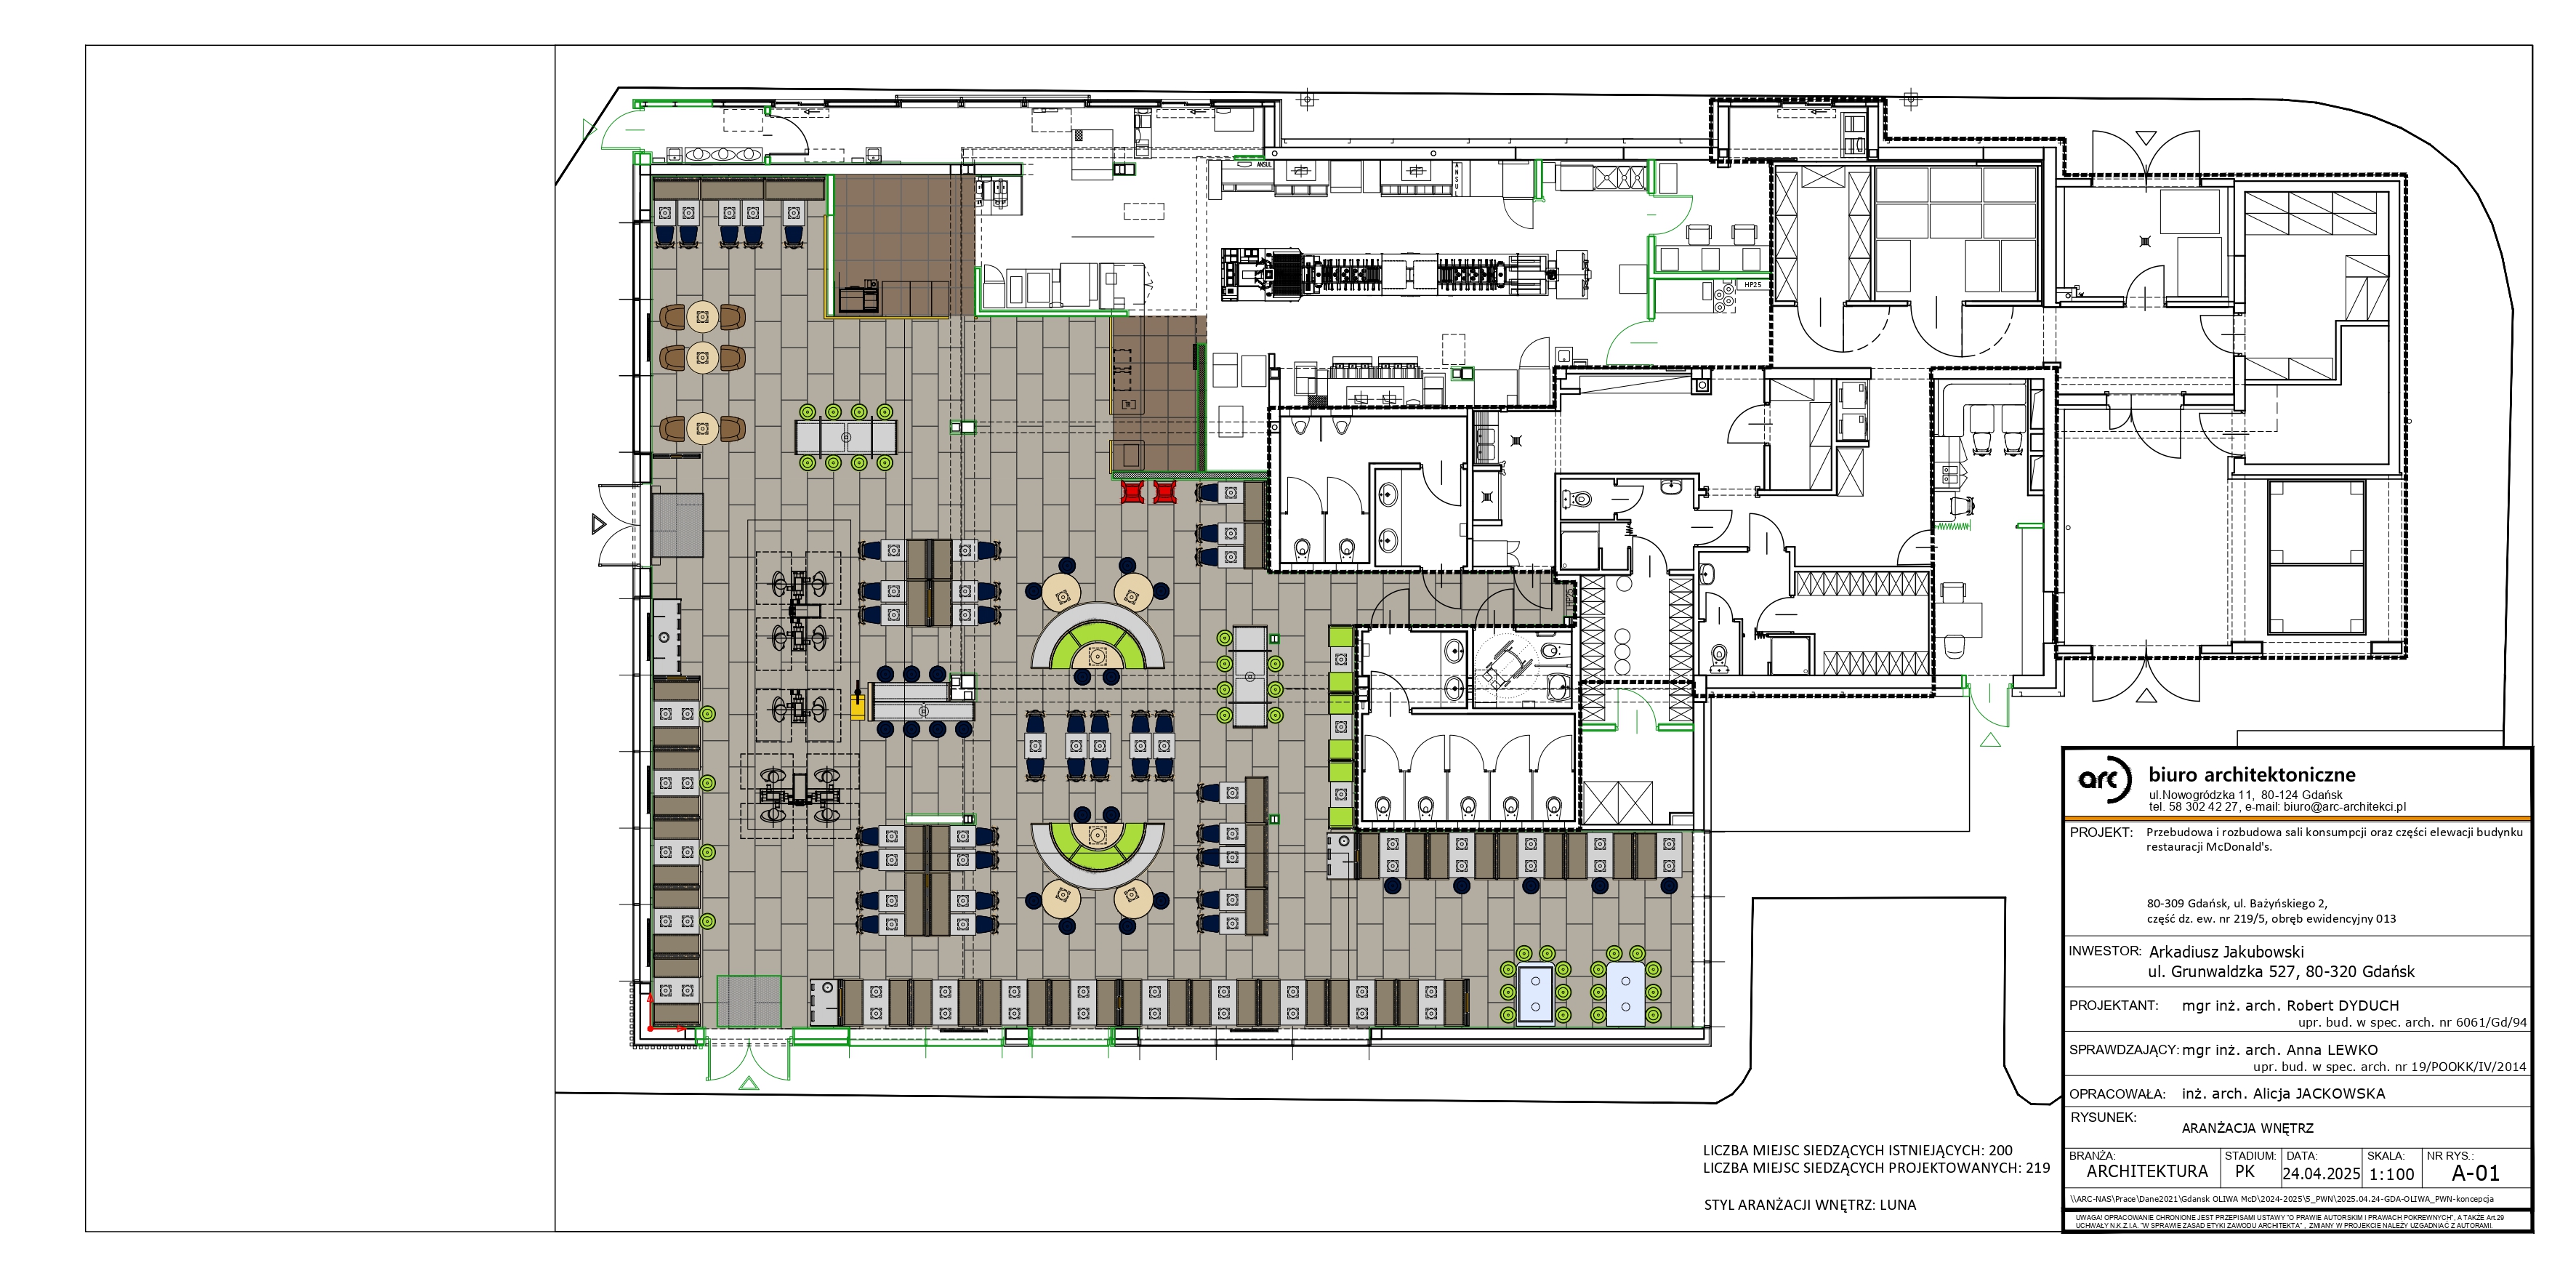 ANSUL
ANSUL
HP25
HP25
arc
biuro architektoniczne
ul.Nowogródzka 11, 80-124 Gdańsk
tel. 58 302 42 27, e-mail: biuro@arc-architekci.pl
PROJEKT: Przebudowa i rozbudowa sali konsumpcji oraz części elewacji budynku
restauracji McDonald's.
80-309 Gdańsk, ul. Bażyńskiego 2,
część dz. ew. nr 219/5, obręb ewidencyjny 013
INWESTOR: Arkadiusz Jakubowski
ul. Grunwaldzka 527, 80-320 Gdańsk
PROJEKTANT: mgr inż. arch. Robert DYDUCH
upr. bud. w spec. arch. nr 6061/Gd/94
SPRAWDZAJĄCY: mgr inż. arch. Anna LEWKO
upr. bud. w spec. arch. nr 19/POOKK/IV/2014
OPRACOWAŁA: inż. arch. Alicja JACKOWSKA
RYSUNEK:
ARANŻACJA WNĘTRZ
BRANŻA: STADIUM: DATA: SKALA: NR RYS.:
ARCHITEKTURA PK 24.04.2025 1:100 A-01
\\ARC-NAS\Prace\Dane2021\Gdansk OLIWA McD\2024-2025\5_PWN\2025.04.24-GDA-OLIWA_PWN-koncepcja
UWAGA! OPRACOWANIE CHRONIONE JEST PRZEPISAMI USTAWY "O PRAWIE AUTORSKIM I PRAWACH POKREWNYCH", A TAKŻE Art.29
UCHWAŁY N.K.Z.I.A. "W SPRAWIE ZASAD ETYKI ZAWODU ARCHITEKTA" , ZMIANY W PROJEKCIE NALEŻY UZGADNIAĆ Z AUTORAMI.
LICZBA MIEJSC SIEDZĄCYCH ISTNIEJĄCYCH: 200
LICZBA MIEJSC SIEDZĄCYCH PROJEKTOWANYCH: 219
STYL ARANŻACJI WNĘTRZ: LUNA